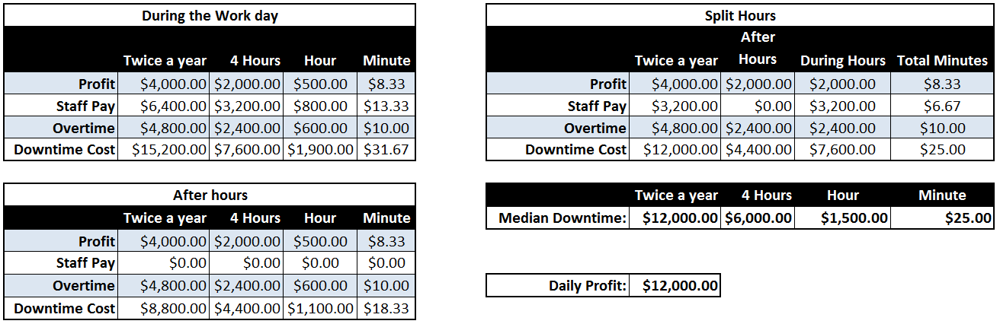 During the Work day
Twice a year 4 Hours Hour Minute
Profit $4,000.00 $2,000.00 $500.00 $8.33
Staff Pay $6,400.00 $3,200.00 $800.00 $13.33
Overtime $4,800.00 $2,400.00 $600.00 $10.00
Downtime Cost $15,200.00 $7,600.00 $1,900.00 $31.67
After hours
Twice a year 4 Hours Hour Minute
Profit $4,000.00 $2,000.00 $500.00 $8.33
Staff Pay $0.00 $0.00 $0.00 $0.00
Overtime $4,800.00 $2,400.00 $600.00 $10.00
Downtime Cost $8,800.00 $4,400.00 $1,100.00 $18.33
Split Hours
After
Twice a year Hours During Hours Total Minutes
Profit $4,000.00 $2,000.00 $2,000.00 $8.33
Staff Pay $3,200.00 $0.00 $3,200.00 $6.67
Overtime $4,800.00 $2,400.00 $2,400.00 $10.00
Downtime Cost $12,000.00 $4,400.00 $7,600.00 $25.00
Twice a year 4 Hours Hour Minute
Median Downtime: $12,000.00 $6,000.00 $1,500.00 $25.00
Daily Profit: $12,000.00